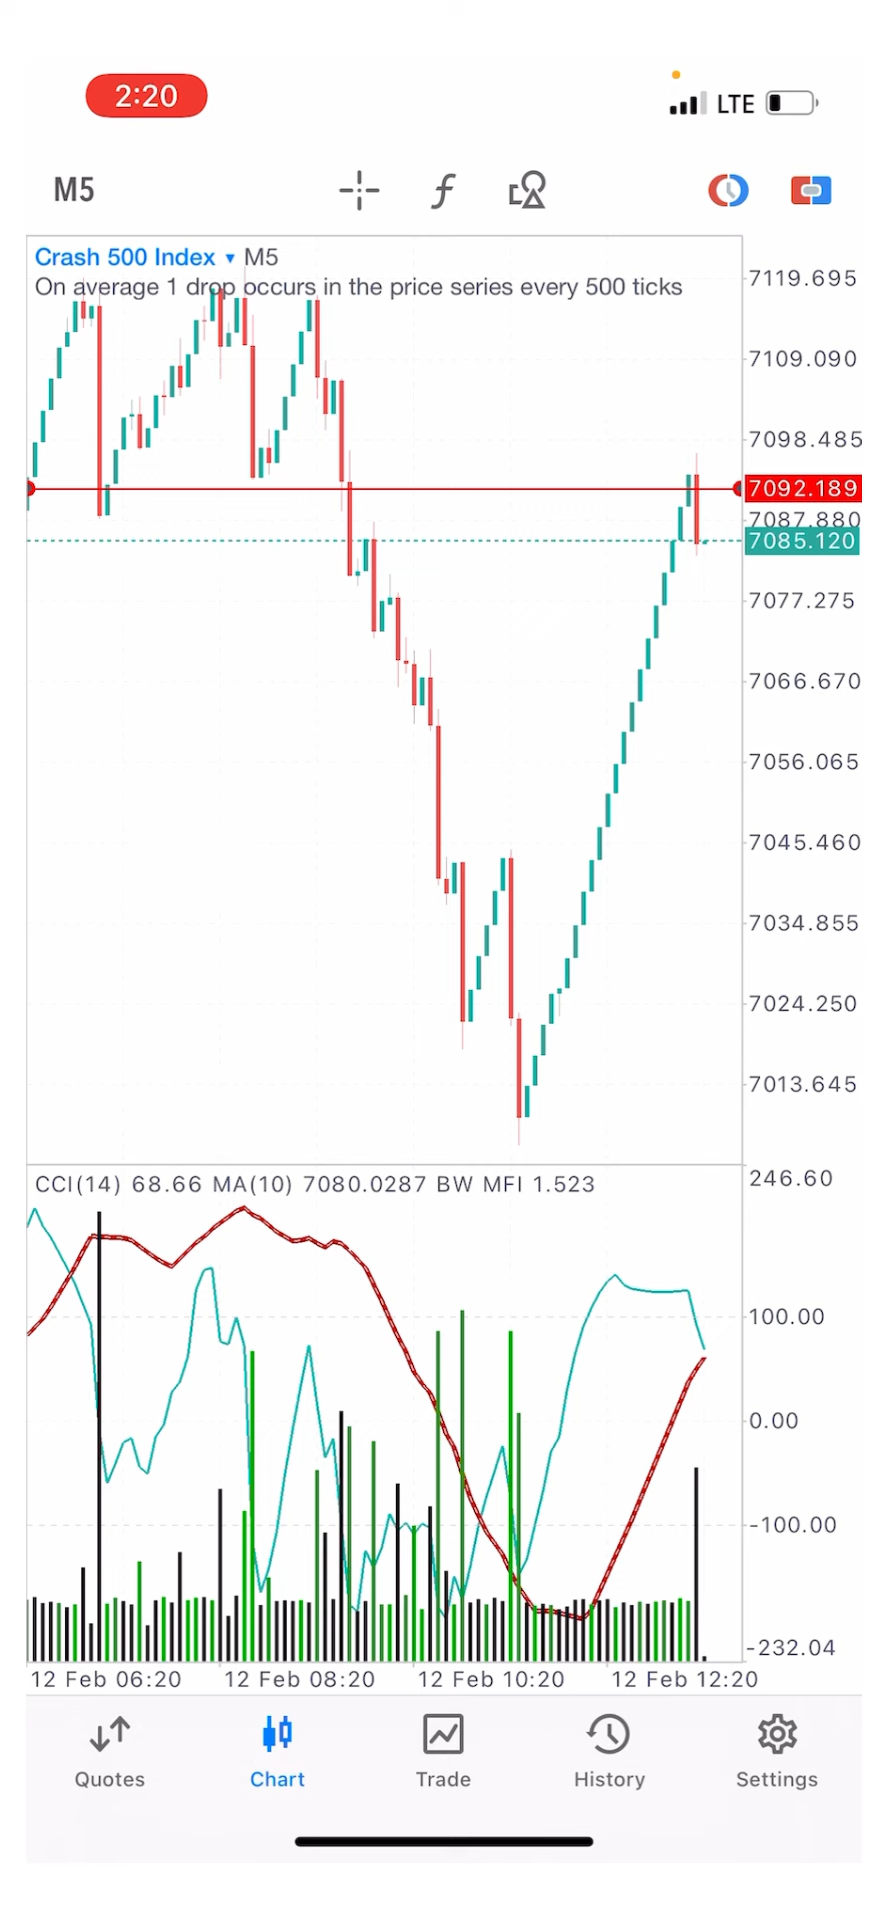 2:20
LTE
M5
Crash 500 Index ▾ M5
On average 1 drop occurs in the price series every 500 ticks
7119.695
7109.090
7098.485
7092.189
7087.880
7085.120
7077.275
7066.670
7056.065
7045.460
7034.855
7024.250
7013.645
CCI(14) 68.66 MA(10) 7080.0287 BW MFI 1.523
246.60
100.00
0.00
-100.00
-232.04
12 Feb 06:20 12 Feb 08:20 12 Feb 10:20 12 Feb 12:20
Quotes Chart Trade History Settings